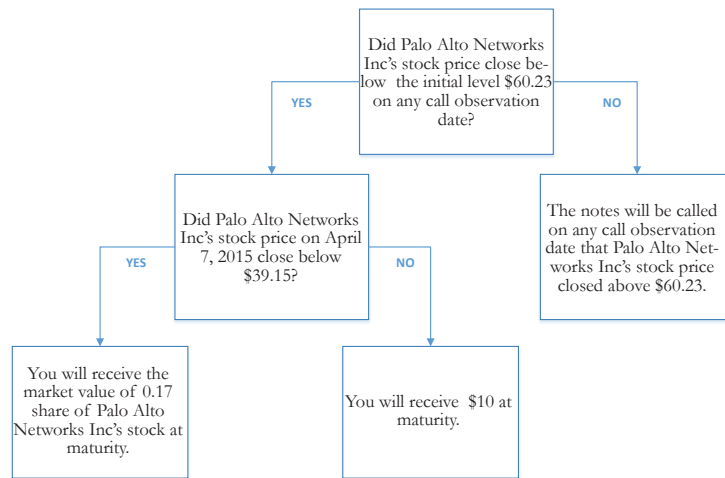 Did Palo Alto Networks
Inc's stock price close be-
low the initial level $60.23
on any call observation
date?
YES
NO
Did Palo Alto Networks
Inc's stock price on April
7, 2015 close below
$39.15?
The notes will be called
on any call observation
date that Palo Alto Net-
works Inc's stock price
closed above $60.23.
YES
NO
You will receive the
market value of 0.17
share of Palo Alto
Networks Inc's stock at
maturity.
You will receive $10 at
maturity.